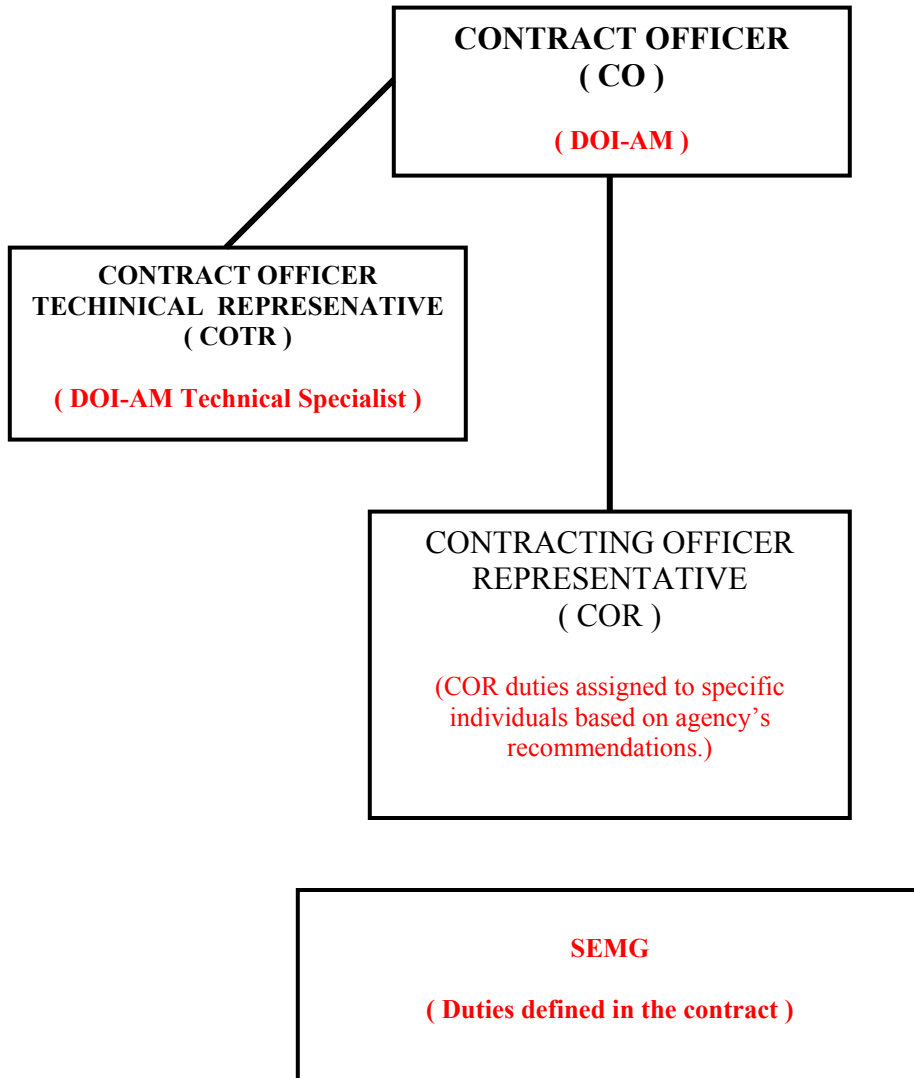 CONTRACT OFFICER
( CO )
( DOI-AM )
CONTRACT OFFICER
TECHINICAL REPRESENATIVE
( COTR )
( DOI-AM Technical Specialist )
CONTRACTING OFFICER
REPRESENTATIVE
( COR )
(COR duties assigned to specific
individuals based on agency’s
recommendations.)
SEMG
( Duties defined in the contract )